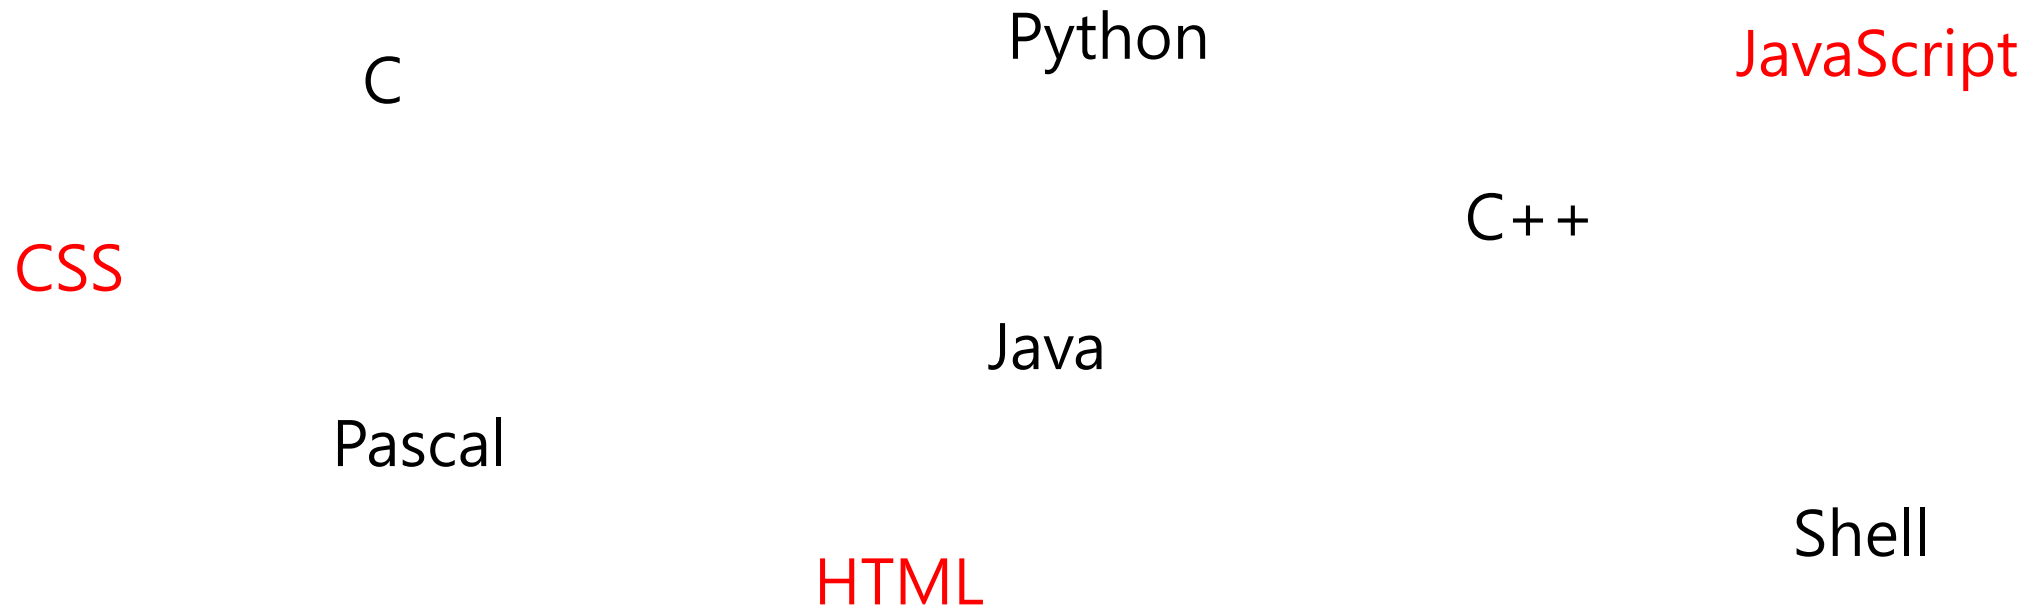 Python
JavaScript
C
C++
CSS
Java
Pascal
Shell
HTML